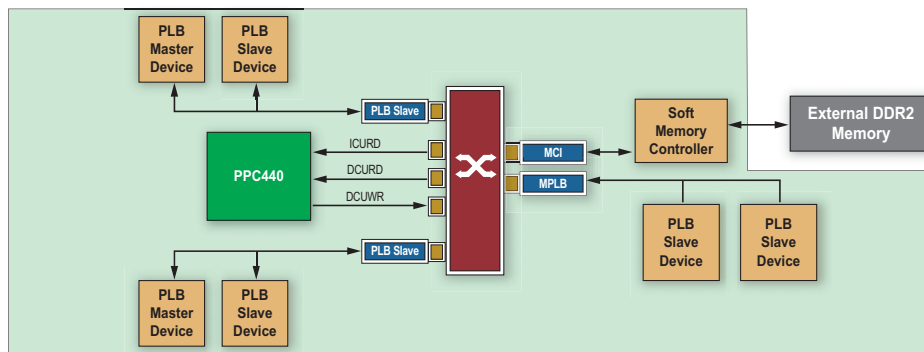 PLB
Master
Device
PLB
Slave
Device
PLB Slave
ICURD
DCURD
DCUWR
PPC440
PLB Slave
PLB
Master
Device
PLB
Slave
Device
MCI
MPLB
Soft
Memory
Controller
External DDR2
Memory
PLB
Slave
Device
PLB
Slave
Device